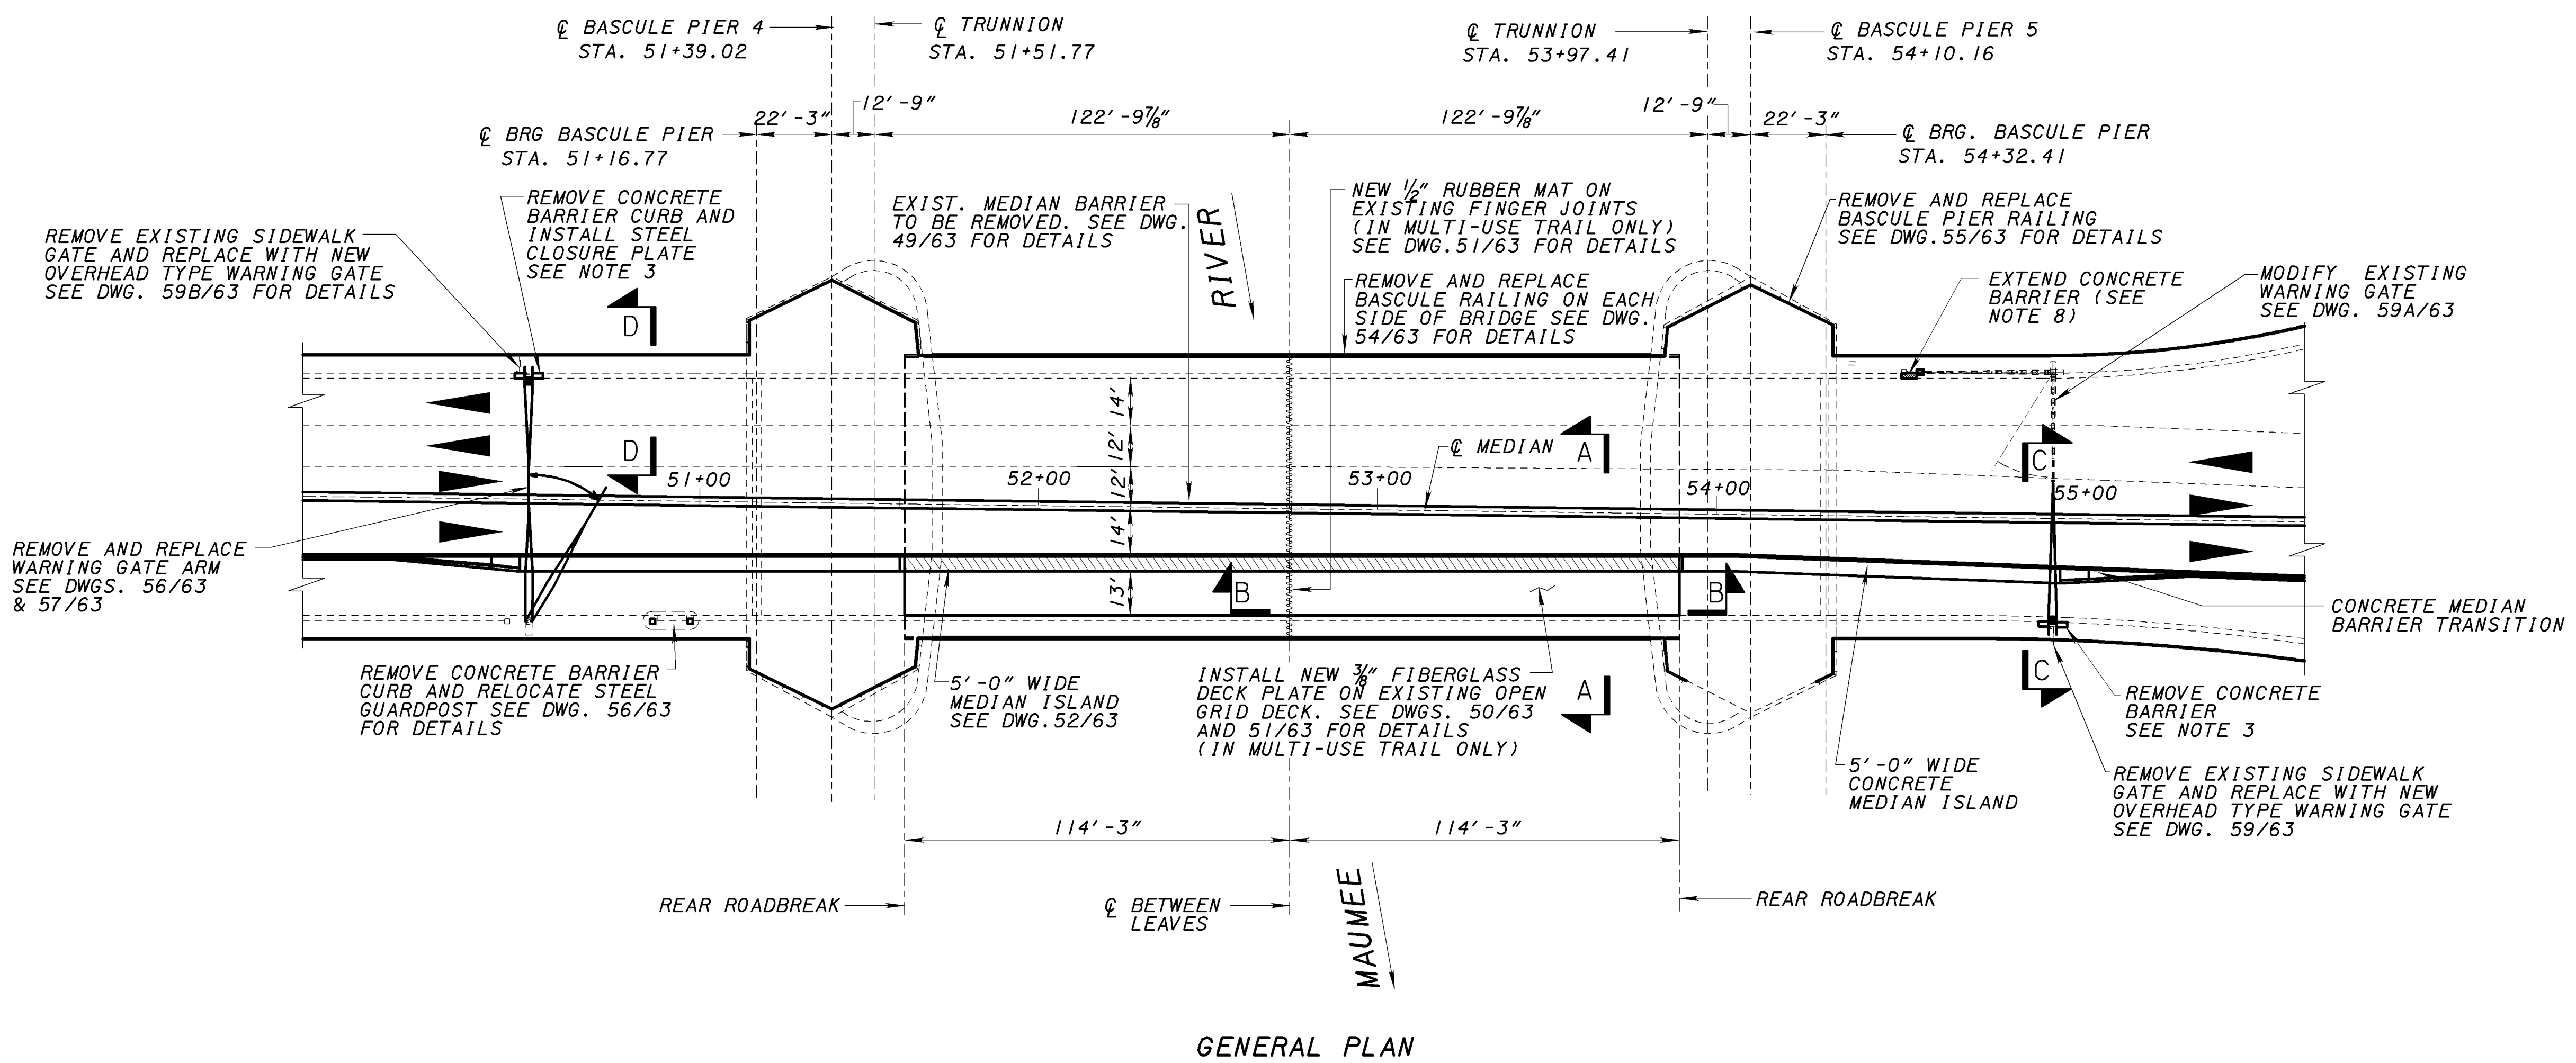 ℄ BASCULE PIER 4
STA. 51+39.02
℄ TRUNNION
STA. 51+51.77
℄ TRUNNION
STA. 53+97.41
℄ BASCULE PIER 5
STA. 54+10.16
22'-3"
12'-9"
122'-9⅞"
122'-9⅞"
12'-9"
22'-3"
℄ BRG BASCULE PIER
STA. 51+16.77
℄ BRG. BASCULE PIER
STA. 54+32.41
REMOVE EXISTING SIDEWALK
GATE AND REPLACE WITH NEW
OVERHEAD TYPE WARNING GATE
SEE DWG. 59B/63 FOR DETAILS
REMOVE CONCRETE
BARRIER CURB AND
INSTALL STEEL
CLOSURE PLATE
SEE NOTE 3
EXIST. MEDIAN BARRIER
TO BE REMOVED. SEE DWG.
49/63 FOR DETAILS
RIVER
NEW ½" RUBBER MAT ON
EXISTING FINGER JOINTS
(IN MULTI-USE TRAIL ONLY)
SEE DWG.51/63 FOR DETAILS
REMOVE AND REPLACE
BASCULE RAILING ON EACH
SIDE OF BRIDGE SEE DWG.
54/63 FOR DETAILS
REMOVE AND REPLACE
BASCULE PIER RAILING
SEE DWG.55/63 FOR DETAILS
EXTEND CONCRETE
BARRIER (SEE
NOTE 8)
MODIFY EXISTING
WARNING GATE
SEE DWG. 59A/63
D
D
14'
12'
12'
14'
13'
A
℄ MEDIAN
C
51+00
52+00
53+00
54+00
55+00
REMOVE AND REPLACE
WARNING GATE ARM
SEE DWGS. 56/63
& 57/63
B
B
CONCRETE MEDIAN
BARRIER TRANSITION
REMOVE CONCRETE BARRIER
CURB AND RELOCATE STEEL
GUARDPOST SEE DWG. 56/63
FOR DETAILS
5'-0" WIDE
MEDIAN ISLAND
SEE DWG.52/63
INSTALL NEW ⅜" FIBERGLASS
DECK PLATE ON EXISTING OPEN
GRID DECK. SEE DWGS. 50/63
AND 51/63 FOR DETAILS
(IN MULTI-USE TRAIL ONLY)
A
C
REMOVE CONCRETE
BARRIER
SEE NOTE 3
5'-0" WIDE
CONCRETE
MEDIAN ISLAND
REMOVE EXISTING SIDEWALK
GATE AND REPLACE WITH NEW
OVERHEAD TYPE WARNING GATE
SEE DWG. 59/63
114'-3"
114'-3"
REAR ROADBREAK
℄ BETWEEN
LEAVES
MAUMEE
REAR ROADBREAK
GENERAL PLAN